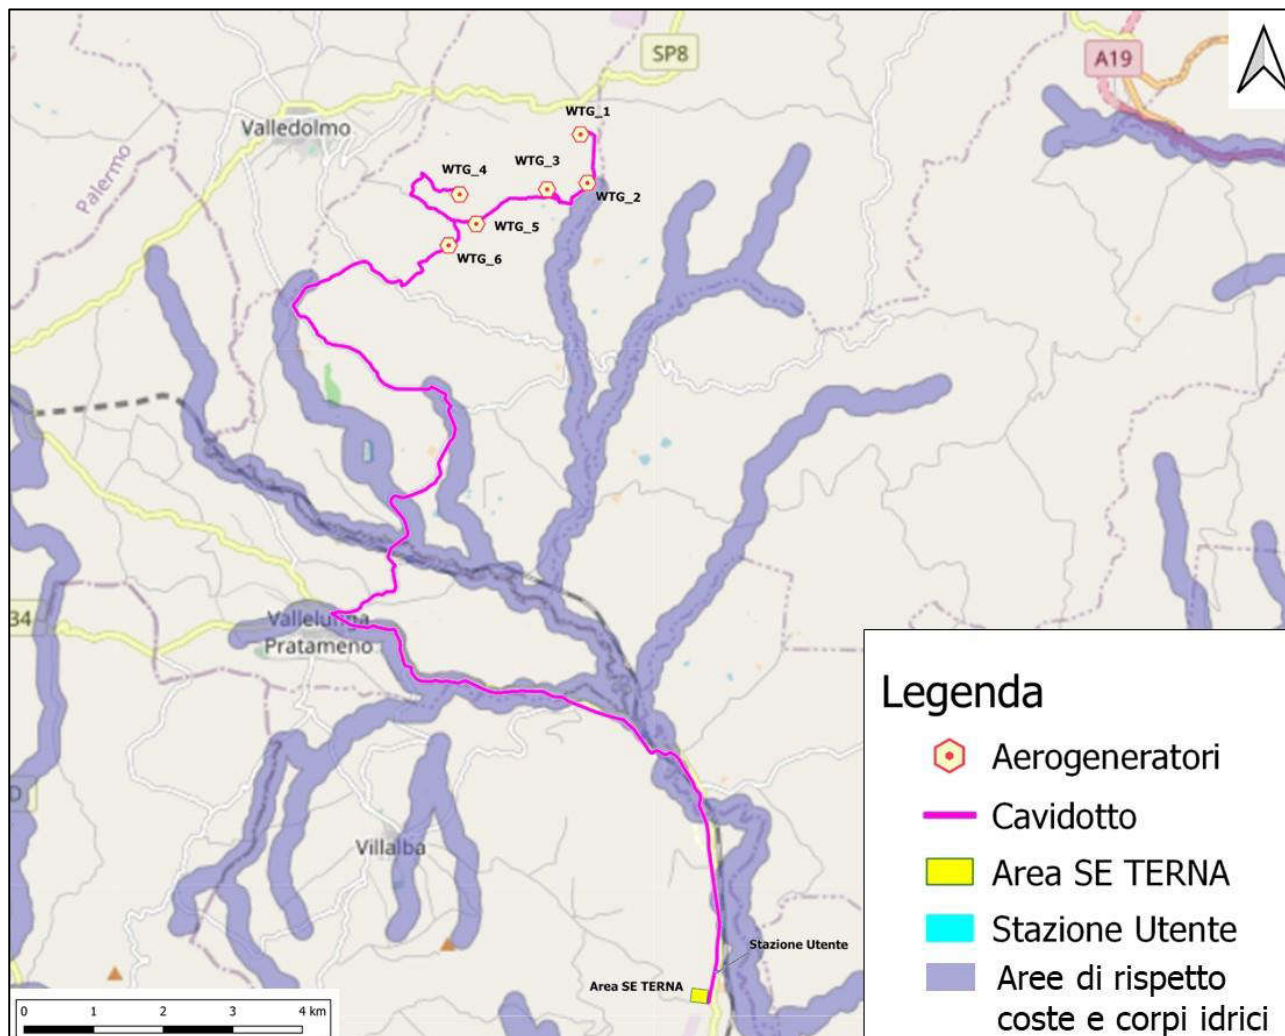 SP8
A19
WTG_1
Valledolmo
WTG_3
WTG_4
WTG_2
Palermo
WTG_5
WTG_6
34
Vallelunga
Pratameno
Legenda
Aerogeneratori
Cavidotto
Villalba
Area SE TERNA
Stazione Utente
Stazione Utente
Aree di rispetto
coste e corpi idrici
Area SE TERNA
0 1 2 3 4 km